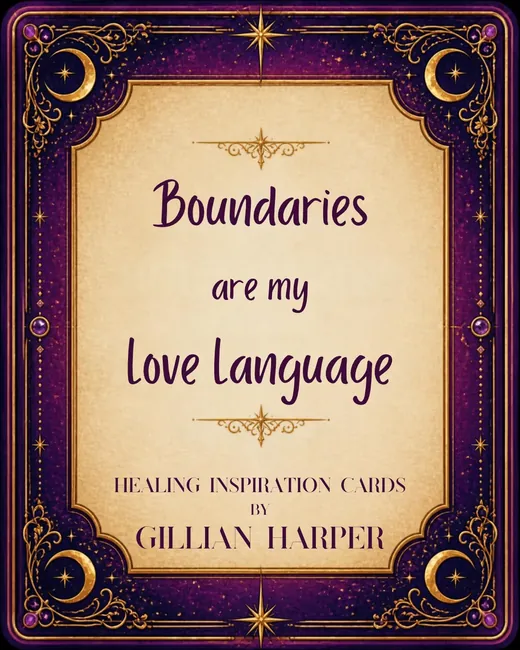 Boundaries
are my
Love Language
HEALING INSPIRATION CARDS
BY
GILLIAN HARPER